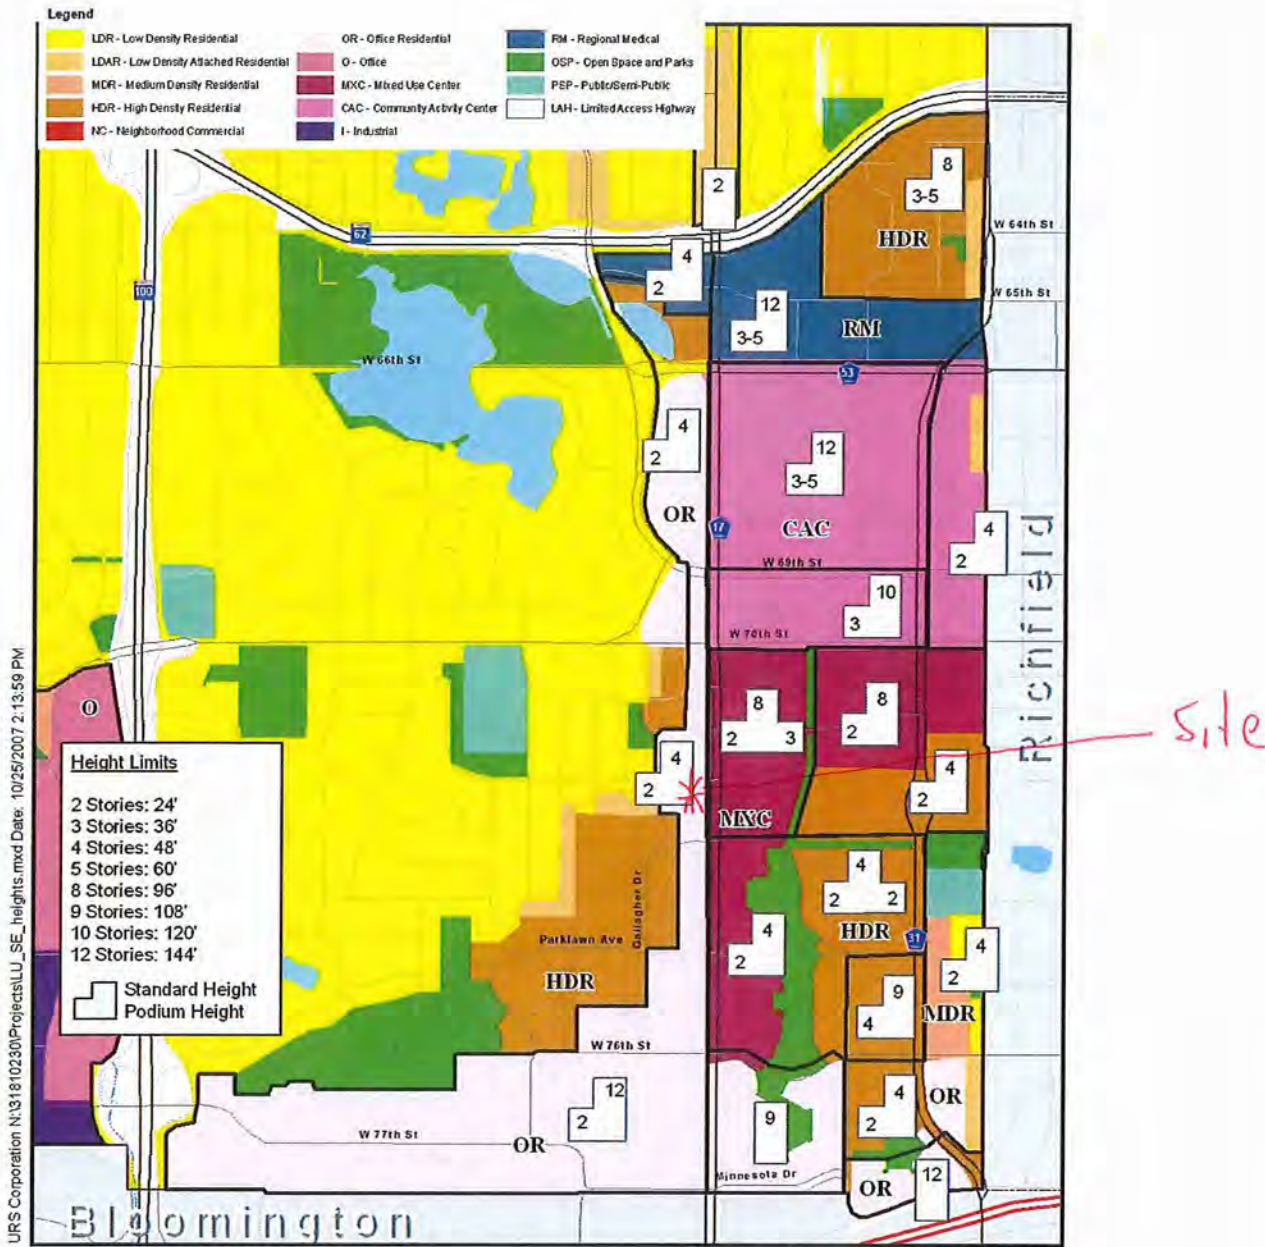 Legend
LDR - Low Density Residential
LDAR - Low Density Attached Residential
MDR - Medium Density Residential
HDR - High Density Residential
NC - Neighborhood Commercial
OR - Office Residential
O - Office
MXC - Mixed Use Center
CAC - Community Activity Center
I - Industrial
RM - Regional Medical
OSP - Open Space and Parks
PSP - Public/Semi-Public
LAH - Limited Access Highway
2
8
3-5
HDR
W 64th St
62
4
2
100
W 65th St
12
3-5
RM
W 66th St
53
4
2
12
3-5
OR
17
CAC
4
2
W 69th St
10
3
W 70th St
Richfield
O
8
2 3
8
2
Site
4
2
4
2
MXC
Height Limits
2 Stories: 24'
3 Stories: 36'
4 Stories: 48'
5 Stories: 60'
8 Stories: 96'
9 Stories: 108'
10 Stories: 120'
12 Stories: 144'
Standard Height
Podium Height
Gallagher Dr
4
2 2
Parklawn Ave
HDR
4
2
HDR
31
4
2
9
4
MDR
W 76th St
12
2
9
4
2
OR
W 77th St
OR
Minnesota Dr
OR
12
Bloomington
URS Corporation N:\31810230\Projects\LU_SE_heights.mxd Date: 10/25/2007 2:13:59 PM